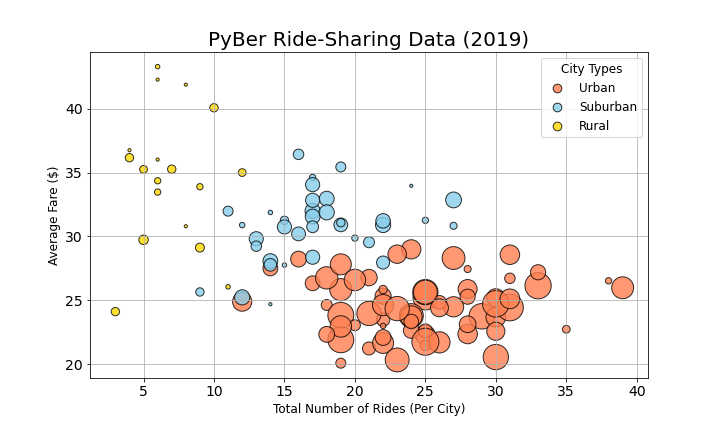 PyBer Ride-Sharing Data (2019)
City Types
Urban
Suburban
Rural
Average Fare ($)
40
35
30
25
20
5 10 15 20 25 30 35 40
Total Number of Rides (Per City)